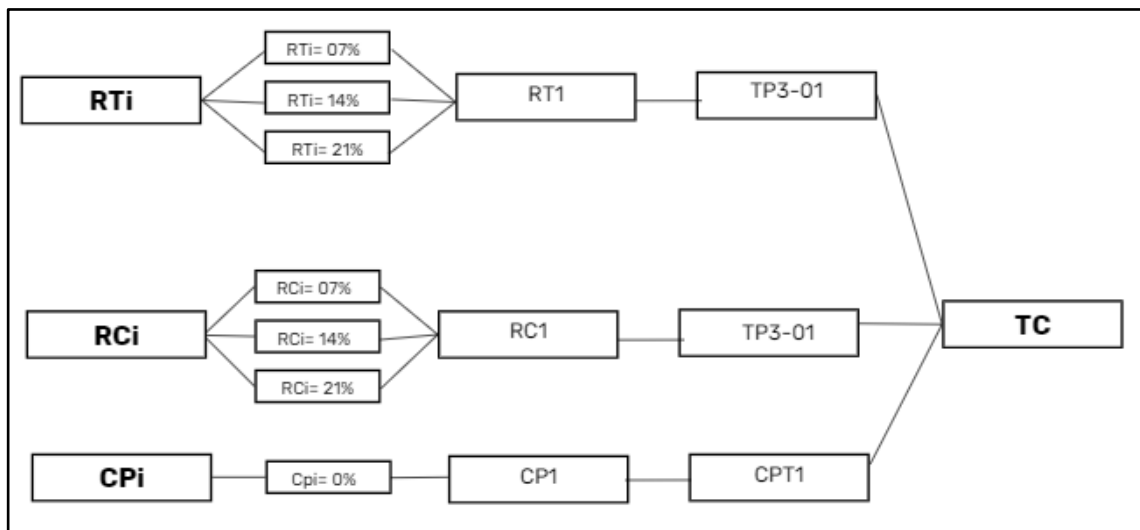 RTi
RTi= 07%
RTi= 14%
RTi= 21%
RT1
TP3-01
RCi
RCi= 07%
RCi= 14%
RCi= 21%
RC1
TP3-01
TC
CPi
Cpi= 0%
CP1
CPT1